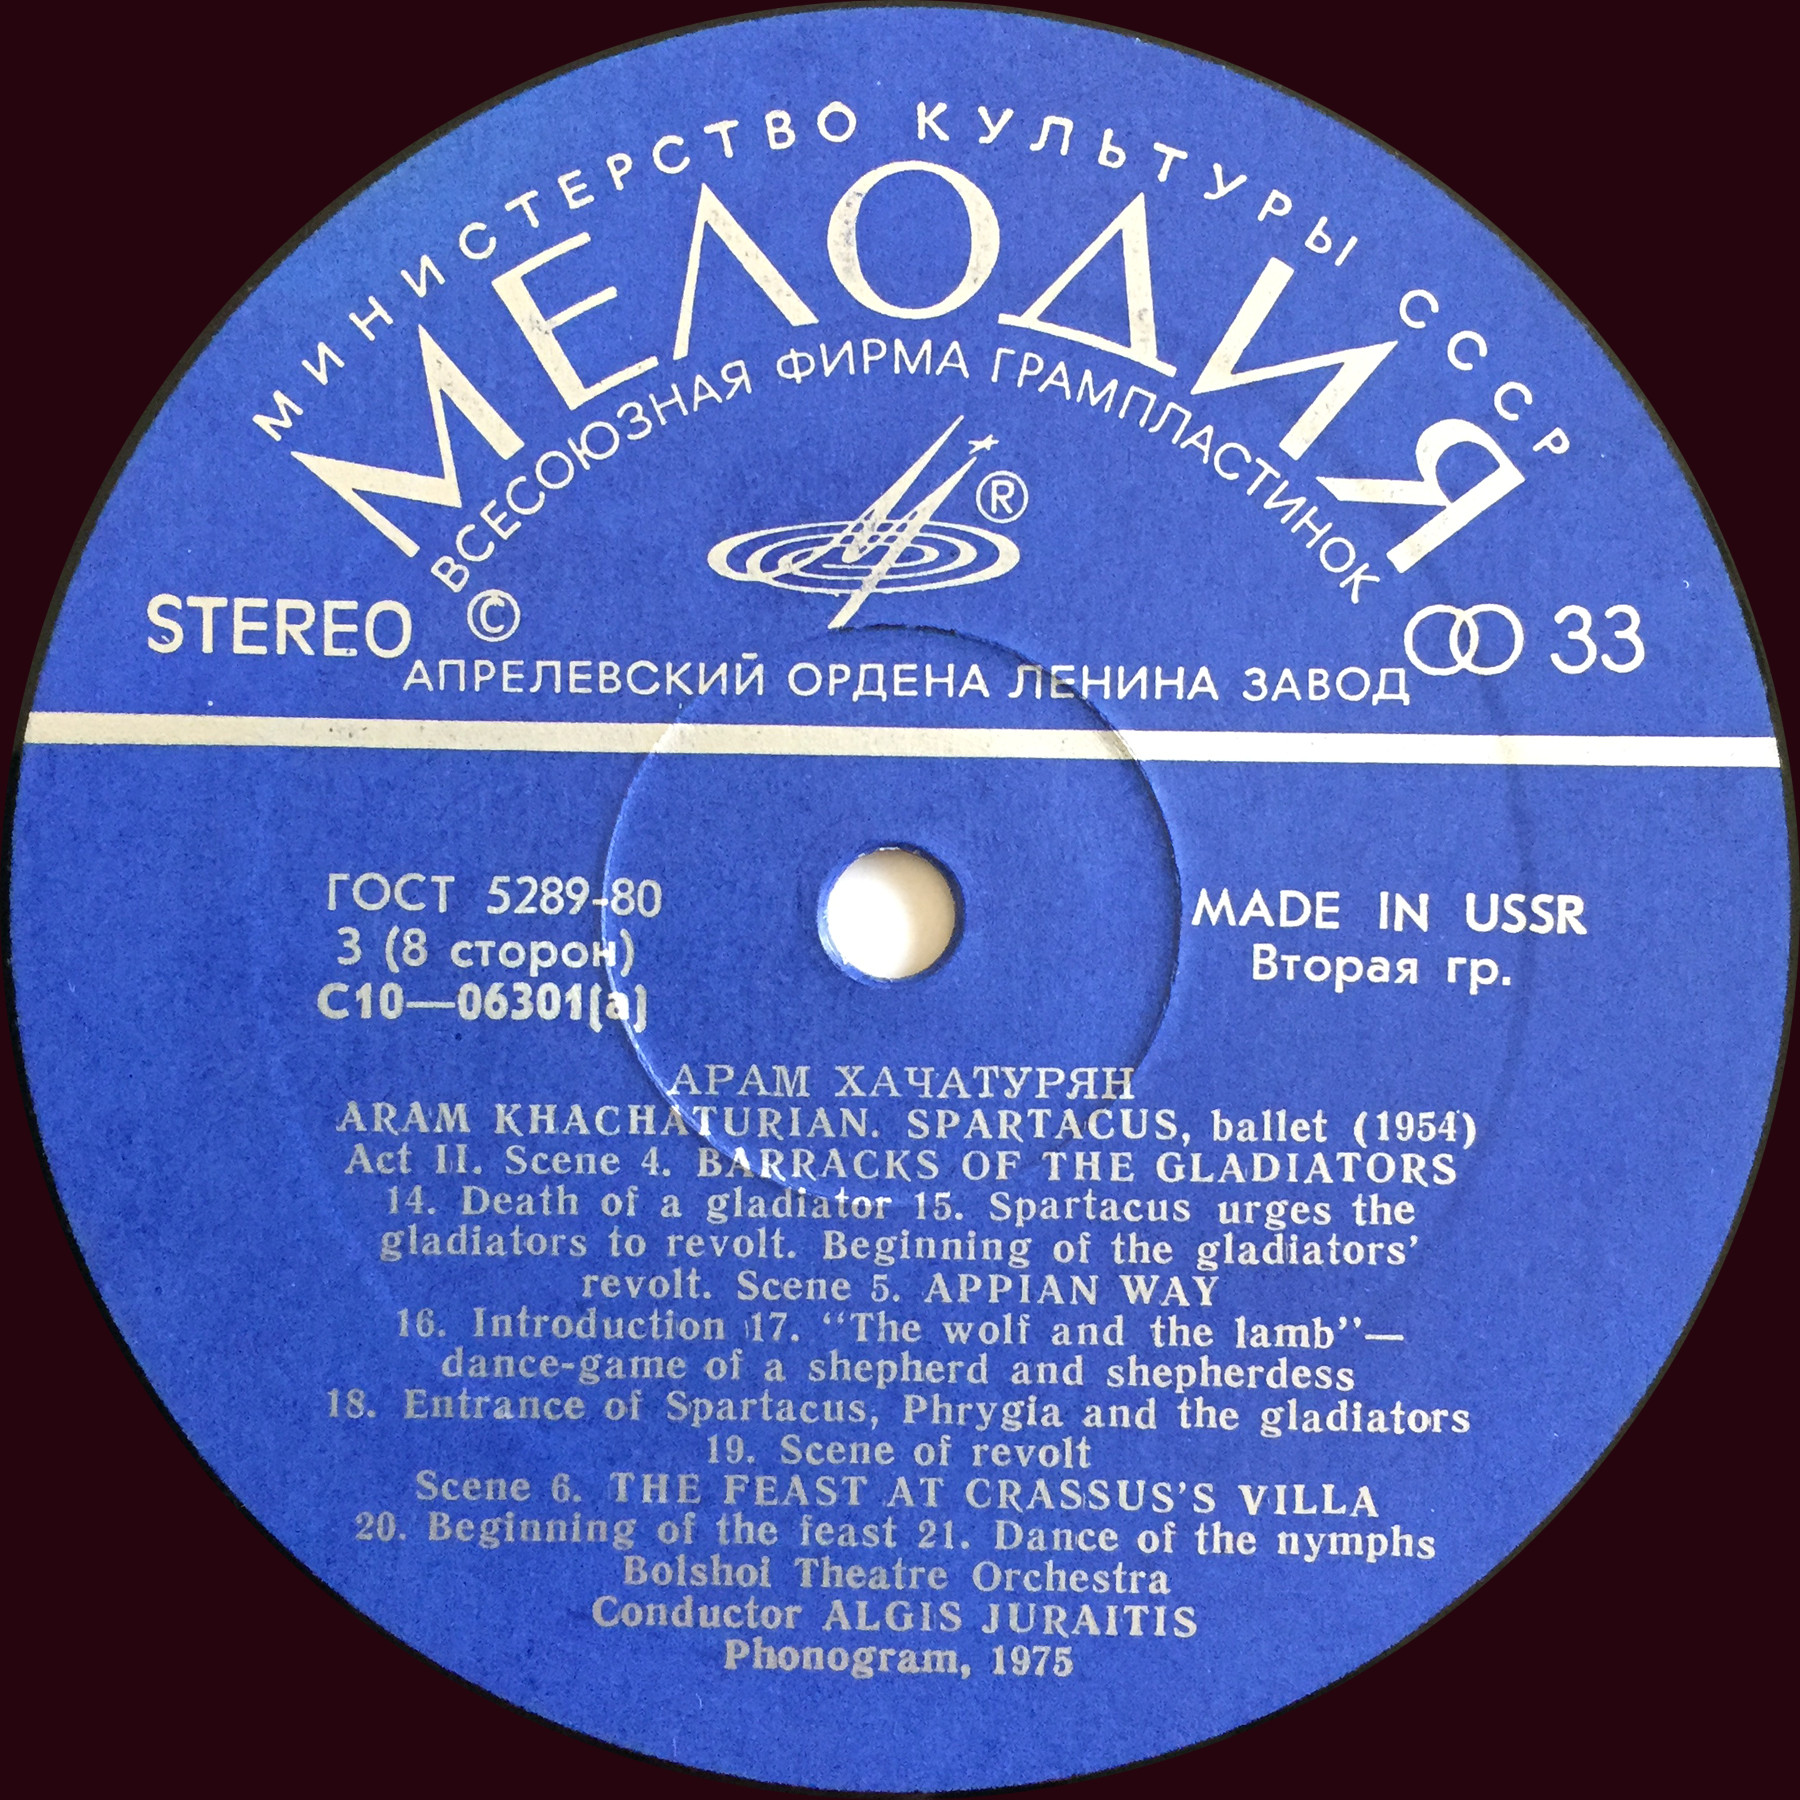 МИНИСТЕРСТВО КУЛЬТУРЫ СССР
МЕЛОДИЯ
ВСЕСОЮЗНАЯ ФИРМА ГРАМПЛАСТИНОК
®
STEREO © 33
АПРЕЛЕВСКИЙ ОРДЕНА ЛЕНИНА ЗАВОД
ГОСТ 5289-80
3 (8 сторон)
С10—06301(а)
MADE IN USSR
Вторая гр.
АРАМ ХАЧАТУРЯН
ARAM KHACHATURIAN. SPARTACUS, ballet (1954)
Act II. Scene 4. BARRACKS OF THE GLADIATORS
14. Death of a gladiator 15. Spartacus urges the
gladiators to revolt. Beginning of the gladiators’
revolt. Scene 5. APPIAN WAY
16. Introduction 17. “The wolf and the lamb”—
dance-game of a shepherd and shepherdess
18. Entrance of Spartacus, Phrygia and the gladiators
19. Scene of revolt
Scene 6. THE FEAST AT CRASSUS’S VILLA
20. Beginning of the feast 21. Dance of the nymphs
Bolshoi Theatre Orchestra
Conductor ALGIS JURAITIS
Phonogram, 1975